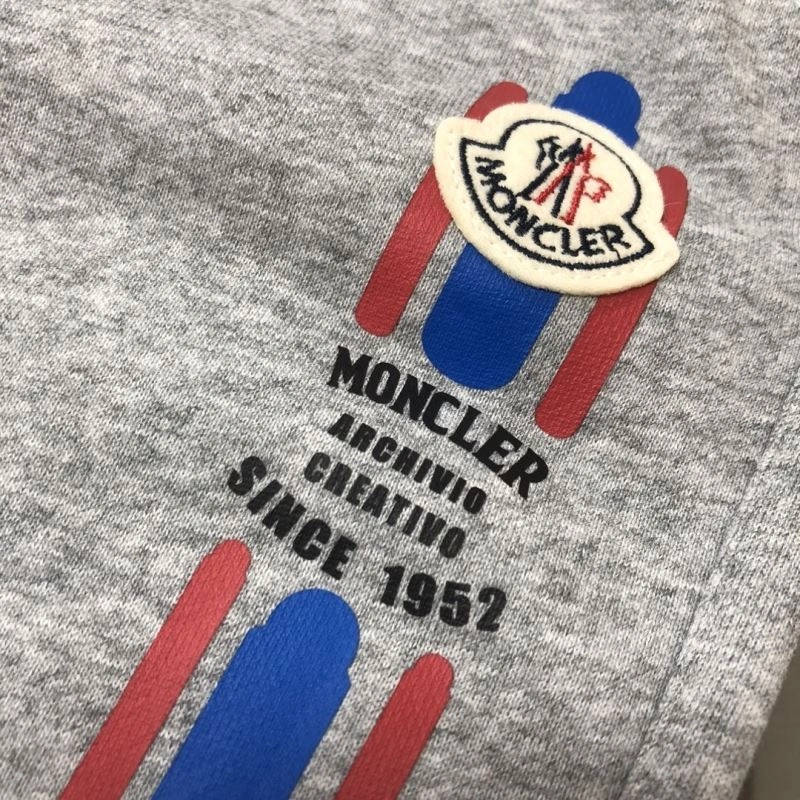 MONCLER
MONCLER
ARCHIVIO
CREATIVO
SINCE 1952